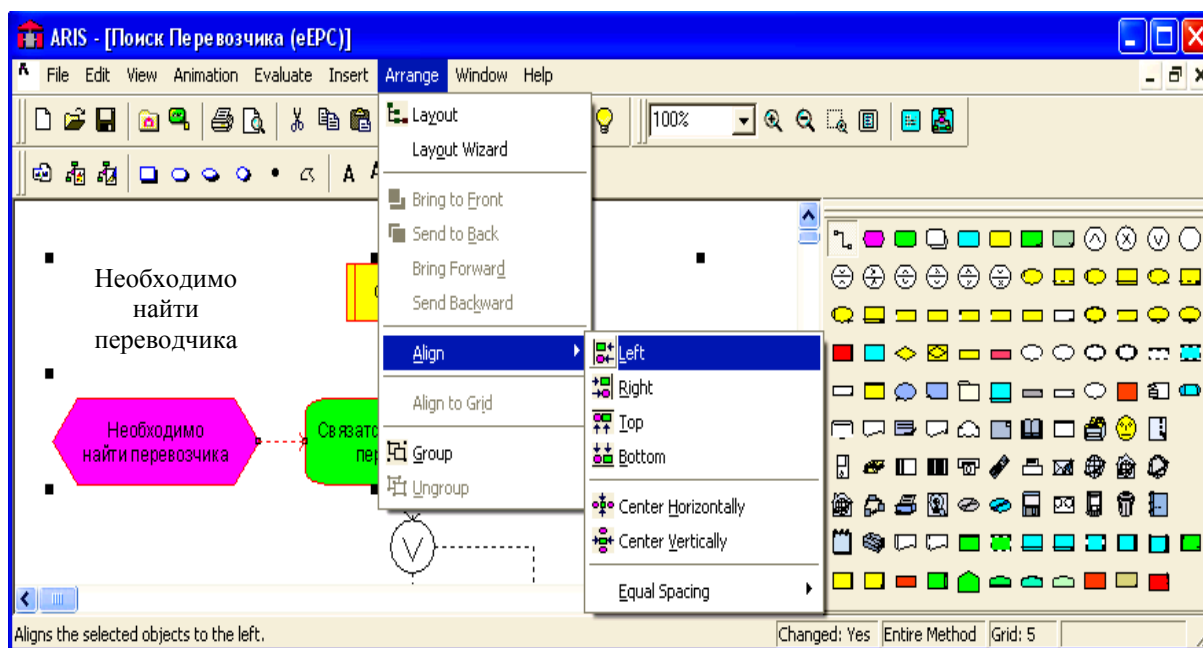 ARIS - [Поиск Перевозчика (eEPC)]
File Edit View Animation Evaluate Insert Arrange Window Help
100%
A
Layout
Layout Wizard
Bring to Front
Send to Back
Bring Forward
Send Backward
Align
Align to Grid
Group
Ungroup
Left
Right
Top
Bottom
Center Horizontally
Center Vertically
Equal Spacing
Необходимо
найти
переводчика
Необходимо
найти перевозчика
Связатс
пер
V
Aligns the selected objects to the left.
Changed: Yes Entire Method Grid: 5